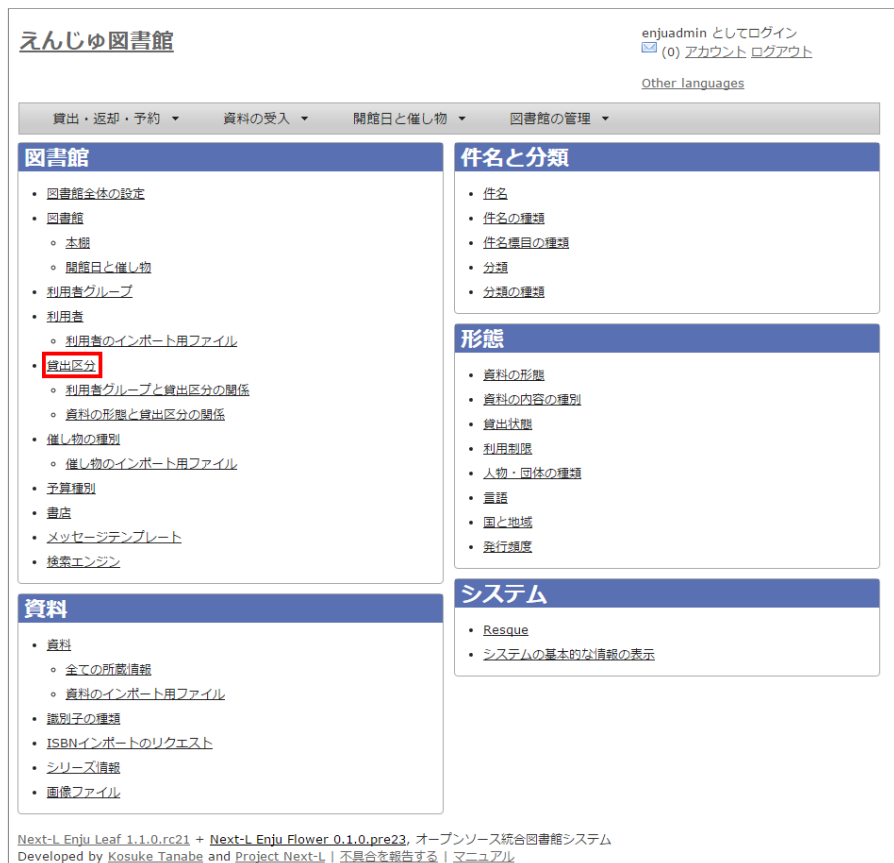 えんじゅ図書館
enjuadmin としてログイン
(0) アカウント ログアウト
Other languages
貸出・返却・予約 ▼ 資料の受入 ▼ 開館日と催し物 ▼ 図書館の管理 ▼
図書館
• 図書館全体の設定
• 図書館
◦ 本棚
◦ 開館日と催し物
• 利用者グループ
• 利用者
◦ 利用者のインポート用ファイル
• 貸出区分
◦ 利用者グループと貸出区分の関係
◦ 資料の形態と貸出区分の関係
• 催し物の種別
◦ 催し物のインポート用ファイル
• 予算種別
• 書店
• メッセージテンプレート
• 検索エンジン
資料
• 資料
◦ 全ての所蔵情報
◦ 資料のインポート用ファイル
• 識別子の種類
• ISBNインポートのリクエスト
• シリーズ情報
• 画像ファイル
件名と分類
• 件名
• 件名の種類
• 件名標目の種類
• 分類
• 分類の種類
形態
• 資料の形態
• 資料の内容の種別
• 貸出状態
• 利用制限
• 人物・団体の種類
• 言語
• 国と地域
• 発行頻度
システム
• Resque
• システムの基本的な情報の表示
Next-L Enju Leaf 1.1.0.rc21 + Next-L Enju Flower 0.1.0.pre23, オープンソース統合図書館システム
Developed by Kosuke Tanabe and Project Next-L | 不具合を報告する | マニュアル